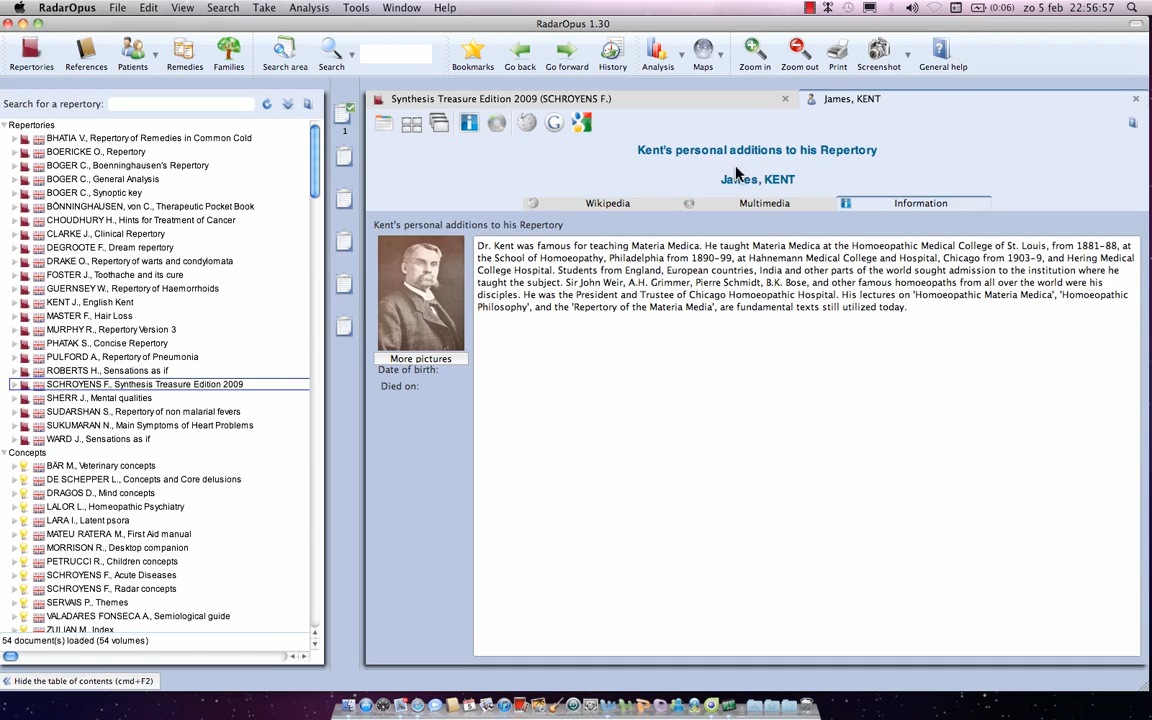 RadarOpus File Edit View Search Take Analysis Tools Window Help (0:06) zo 5 feb 22:56:57
RadarOpus 1.30
Repertories References Patients Remedies Families Search area Search Bookmarks Go back Go forward History Analysis Maps Zoom in Zoom out Print Screenshot General help
Search for a repertory:
Repertories
BHATIA V., Repertory of Remedies in Common Cold
BOERICKE O., Repertory
BOGER C., Boenninghausen's Repertory
BOGER C., General Analysis
BOGER C., Synoptic key
BÖNNINGHAUSEN, von C., Therapeutic Pocket Book
CHOUDHURY H., Hints for Treatment of Cancer
CLARKE J., Clinical Repertory
DEGROOTE F., Dream repertory
DRAKE O., Repertory of warts and condylomata
FOSTER J., Toothache and its cure
GUERNSEY W., Repertory of Haemorrhoids
KENT J., English Kent
MASTER F., Hair Loss
MURPHY R., Repertory Version 3
PHATAK S., Concise Repertory
PULFORD A., Repertory of Pneumonia
ROBERTS H., Sensations as if
SCHROYENS F., Synthesis Treasure Edition 2009
SHERR J., Mental qualities
SUDARSHAN S., Repertory of non malarial fevers
SUKUMARAN N., Main Symptoms of Heart Problems
WARD J., Sensations as if
Concepts
BÄR M., Veterinary concepts
DE SCHEPPER L., Concepts and Core delusions
DRAGOS D., Mind concepts
LALOR L., Homeopathic Psychiatry
LARA I., Latent psora
MATEU RATERA M., First Aid manual
MORRISON R., Desktop companion
PETRUCCI R., Children concepts
SCHROYENS F., Acute Diseases
SCHROYENS F., Radar concepts
SERVAIS P., Themes
VALADARES FONSECA A., Semiological guide
ZULIAN M., Index
54 document(s) loaded (54 volumes)
Hide the table of contents (cmd+F2)
1
Synthesis Treasure Edition 2009 (SCHROYENS F.) James, KENT
Kent's personal additions to his Repertory
James, KENT
Wikipedia Multimedia Information
Kent's personal additions to his Repertory
Dr. Kent was famous for teaching Materia Medica. He taught Materia Medica at the Homoeopathic Medical College of St. Louis, from 1881-88, at
the School of Homoeopathy, Philadelphia from 1890-99, at Hahnemann Medical College and Hospital, Chicago from 1903-9, and Hering Medical
College Hospital. Students from England, European countries, India and other parts of the world sought admission to the institution where he
taught the subject. Sir John Weir, A.H. Grimmer, Pierre Schmidt, B.K. Bose, and other famous homoeopaths from all over the world were his
disciples. He was the President and Trustee of Chicago Homoeopathic Hospital. His lectures on 'Homoeopathic Materia Medica', 'Homoeopathic
Philosophy', and the 'Repertory of the Materia Media', are fundamental texts still utilized today.
More pictures
Date of birth:
Died on: